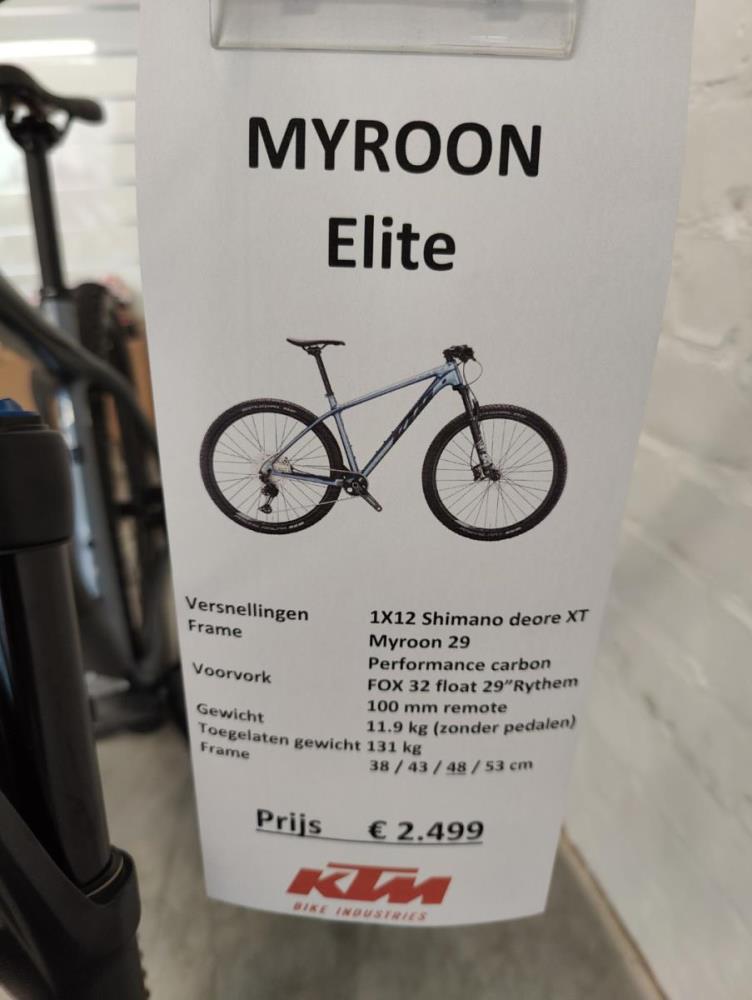 MYROON
Elite
Versnellingen 1X12 Shimano deore XT
Frame Myroon 29
Performance carbon
Voorvork FOX 32 float 29"Rythem
100 mm remote
Gewicht 11.9 kg (zonder pedalen)
Toegelaten gewicht 131 kg
Frame 38 / 43 / 48 / 53 cm
Prijs € 2.499
KTM
BIKE INDUSTRIES